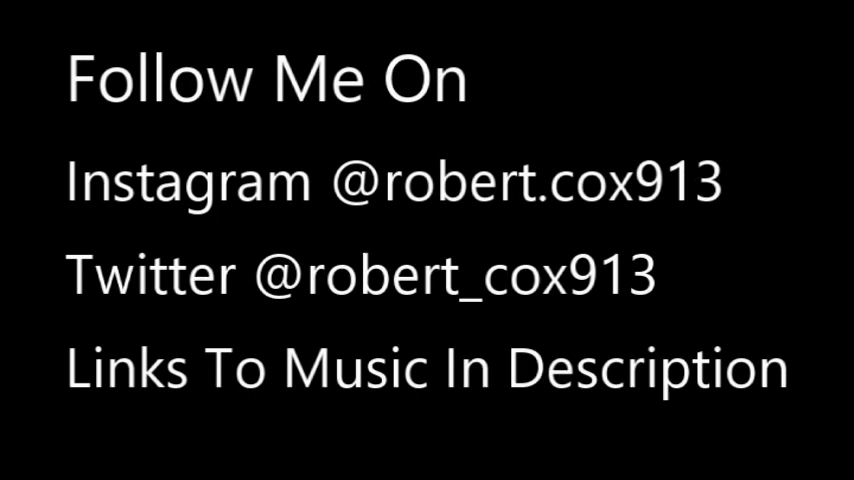 Follow Me On
Instagram @robert.cox913
Twitter @robert_cox913
Links To Music In Description